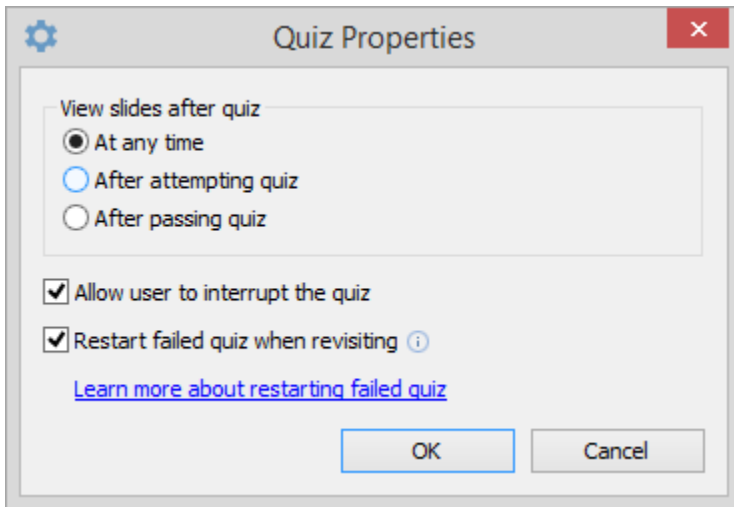 Quiz Properties
View slides after quiz
At any time
After attempting quiz
After passing quiz
Allow user to interrupt the quiz
Restart failed quiz when revisiting
Learn more about restarting failed quiz
OK Cancel